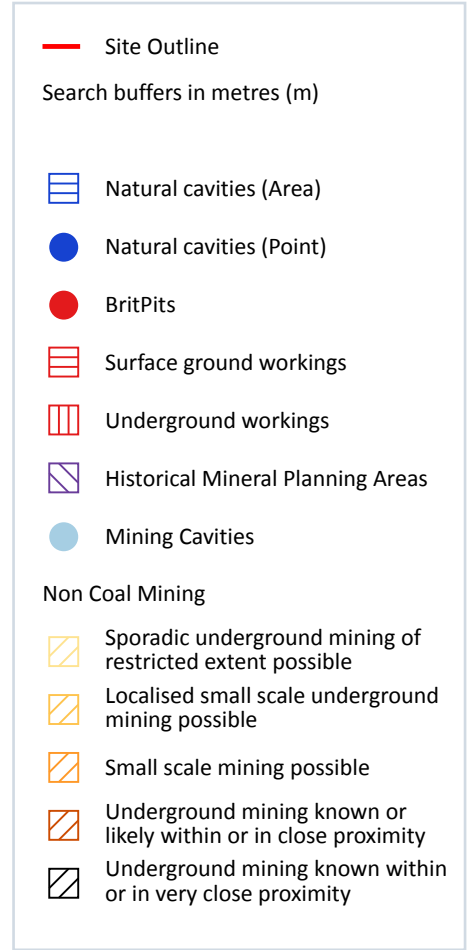 Site Outline
Search buffers in metres (m)
Natural cavities (Area)
Natural cavities (Point)
BritPits
Surface ground workings
Underground workings
Historical Mineral Planning Areas
Mining Cavities
Non Coal Mining
Sporadic underground mining of
restricted extent possible
Localised small scale underground
mining possible
Small scale mining possible
Underground mining known or
likely within or in close proximity
Underground mining known within
or in very close proximity